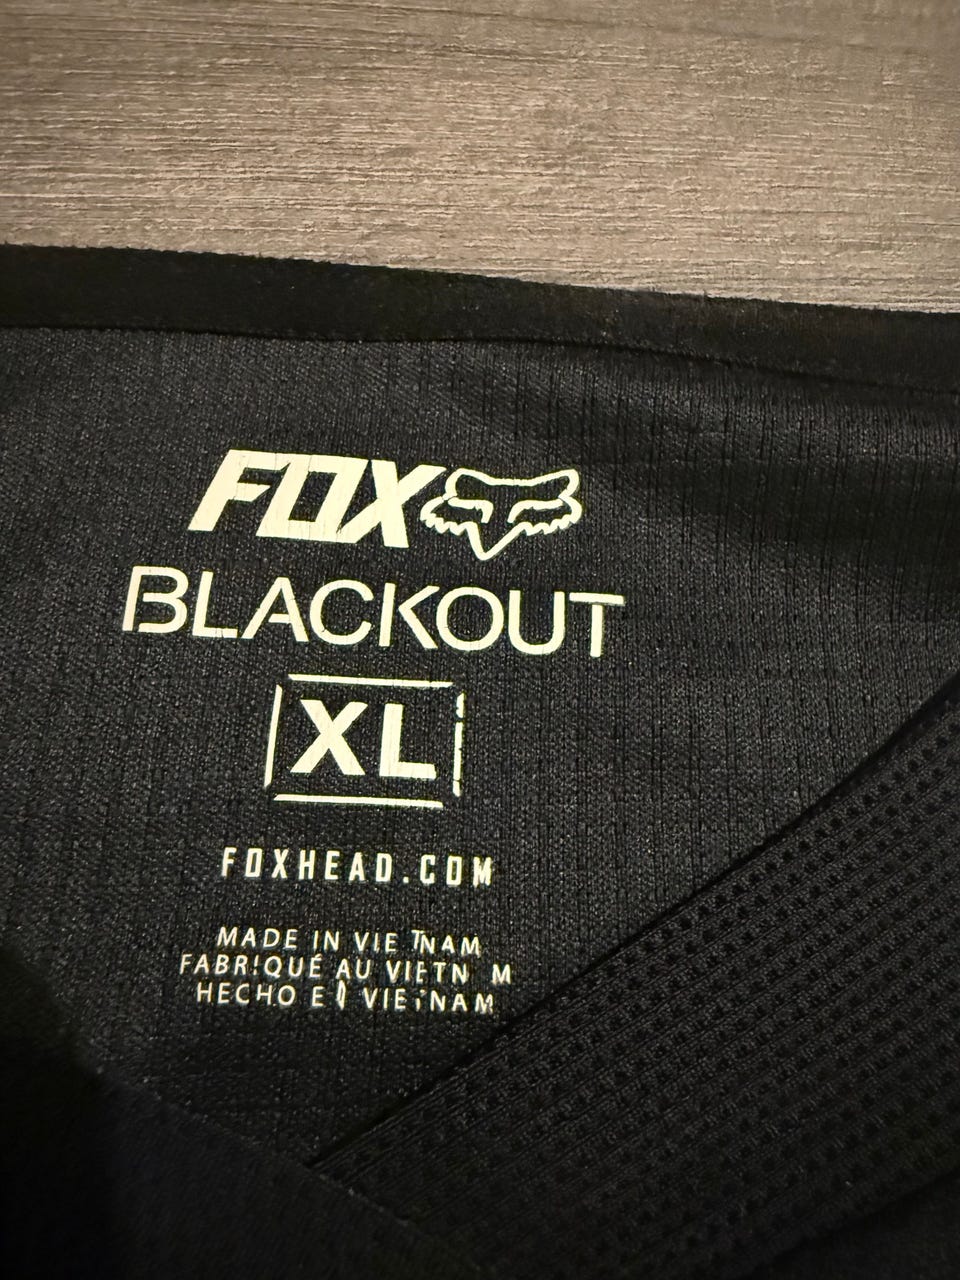 FOX
BLACKOUT
XL
FOXHEAD.COM
MADE IN VIETNAM
FABRIQUÉ AU VIETNAM
HECHO EN VIETNAM